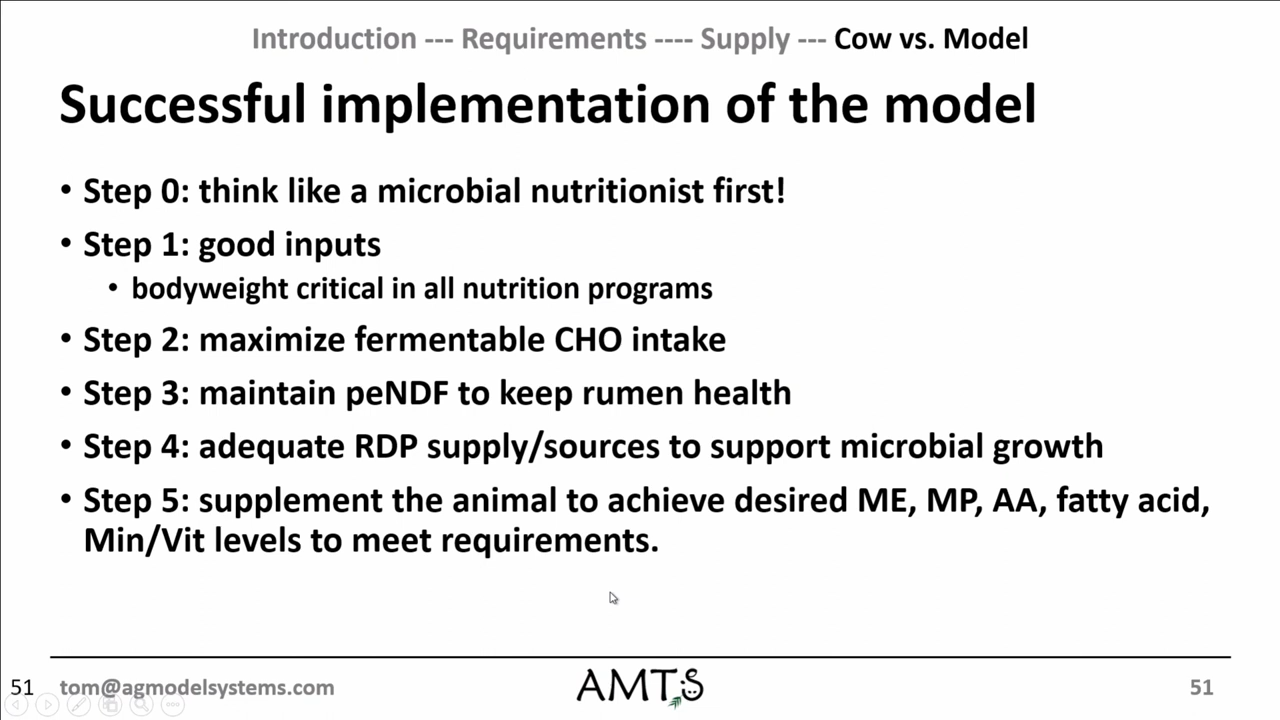 Introduction --- Requirements ---- Supply --- Cow vs. Model
Successful implementation of the model
• Step 0: think like a microbial nutritionist first!
• Step 1: good inputs
• bodyweight critical in all nutrition programs
• Step 2: maximize fermentable CHO intake
• Step 3: maintain peNDF to keep rumen health
• Step 4: adequate RDP supply/sources to support microbial growth
• Step 5: supplement the animal to achieve desired ME, MP, AA, fatty acid,
Min/Vit levels to meet requirements.
51 tom@agmodelsystems.com AMTS 51